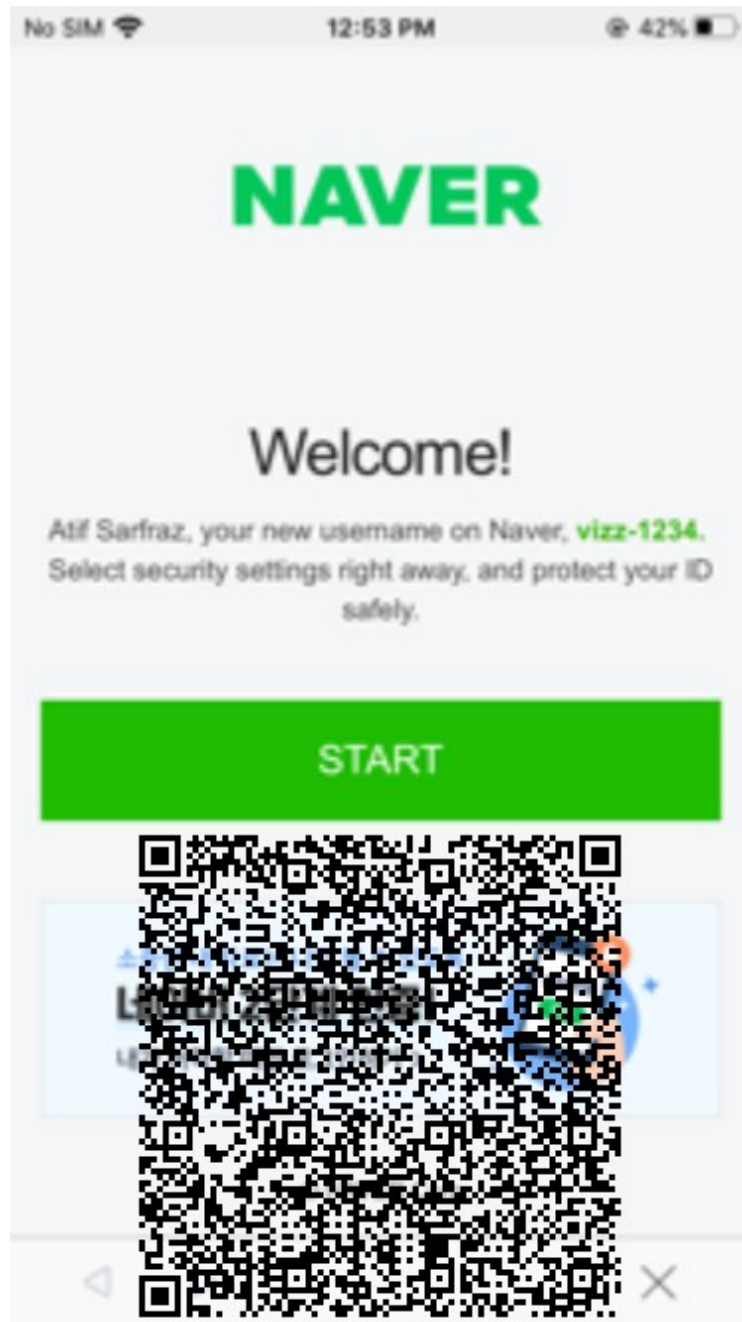 No SIM 12:53 PM 42%
NAVER
Welcome!
Atif Sarfraz, your new username on Naver, vizz-1234.
Select security settings right away, and protect your ID
safely.
START